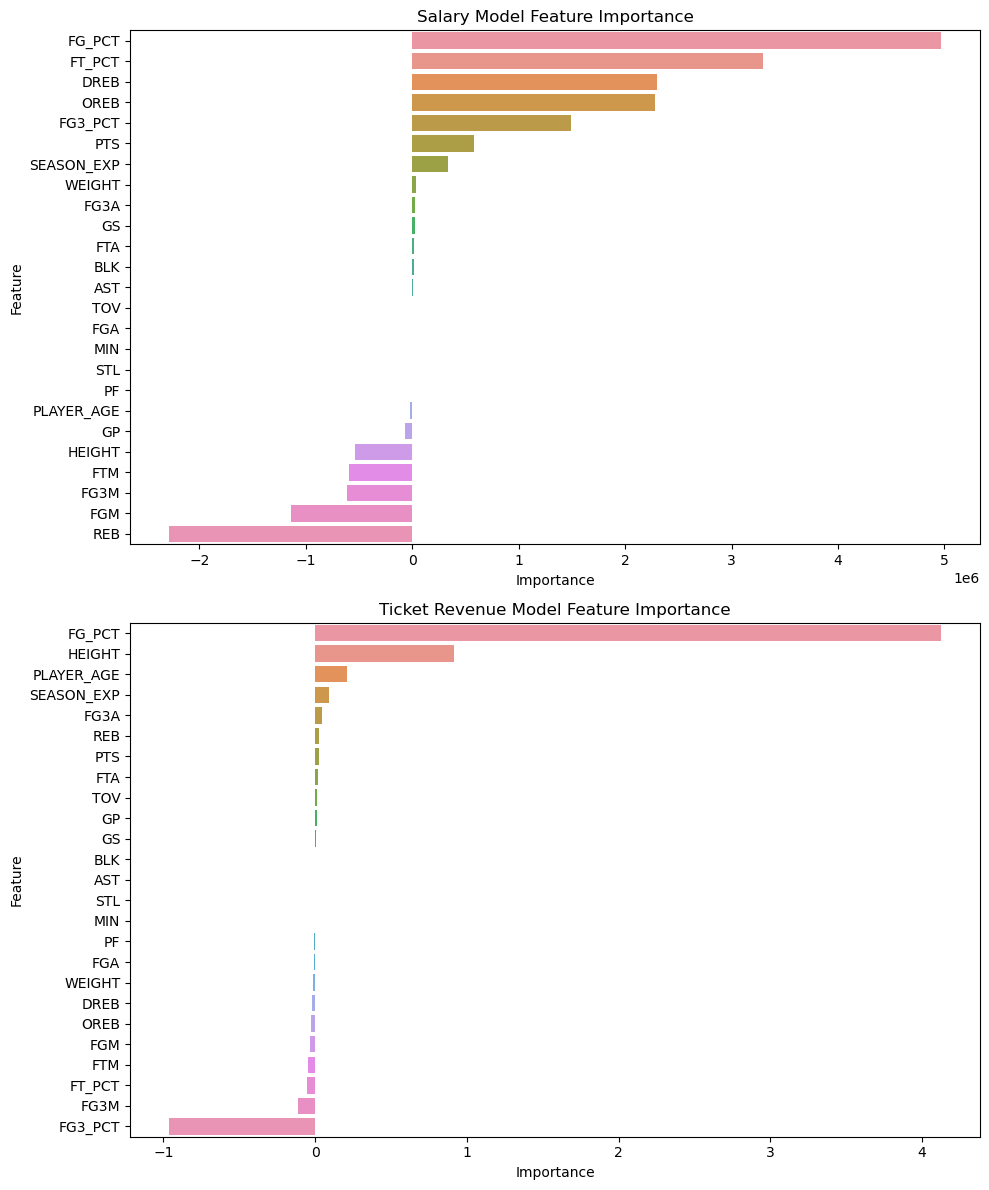 Salary Model Feature Importance
FG_PCT
FT_PCT
DREB
OREB
FG3_PCT
PTS
SEASON_EXP
WEIGHT
FG3A
GS
FTA
BLK
AST
TOV
FGA
MIN
STL
PF
PLAYER_AGE
GP
HEIGHT
FTM
FG3M
FGM
REB
Feature
−2 −1 0 1 2 3 4 5
1e6
Importance
Ticket Revenue Model Feature Importance
FG_PCT
HEIGHT
PLAYER_AGE
SEASON_EXP
FG3A
REB
PTS
FTA
TOV
GP
GS
BLK
AST
STL
MIN
PF
FGA
WEIGHT
DREB
OREB
FGM
FTM
FT_PCT
FG3M
FG3_PCT
Feature
−1 0 1 2 3 4
Importance